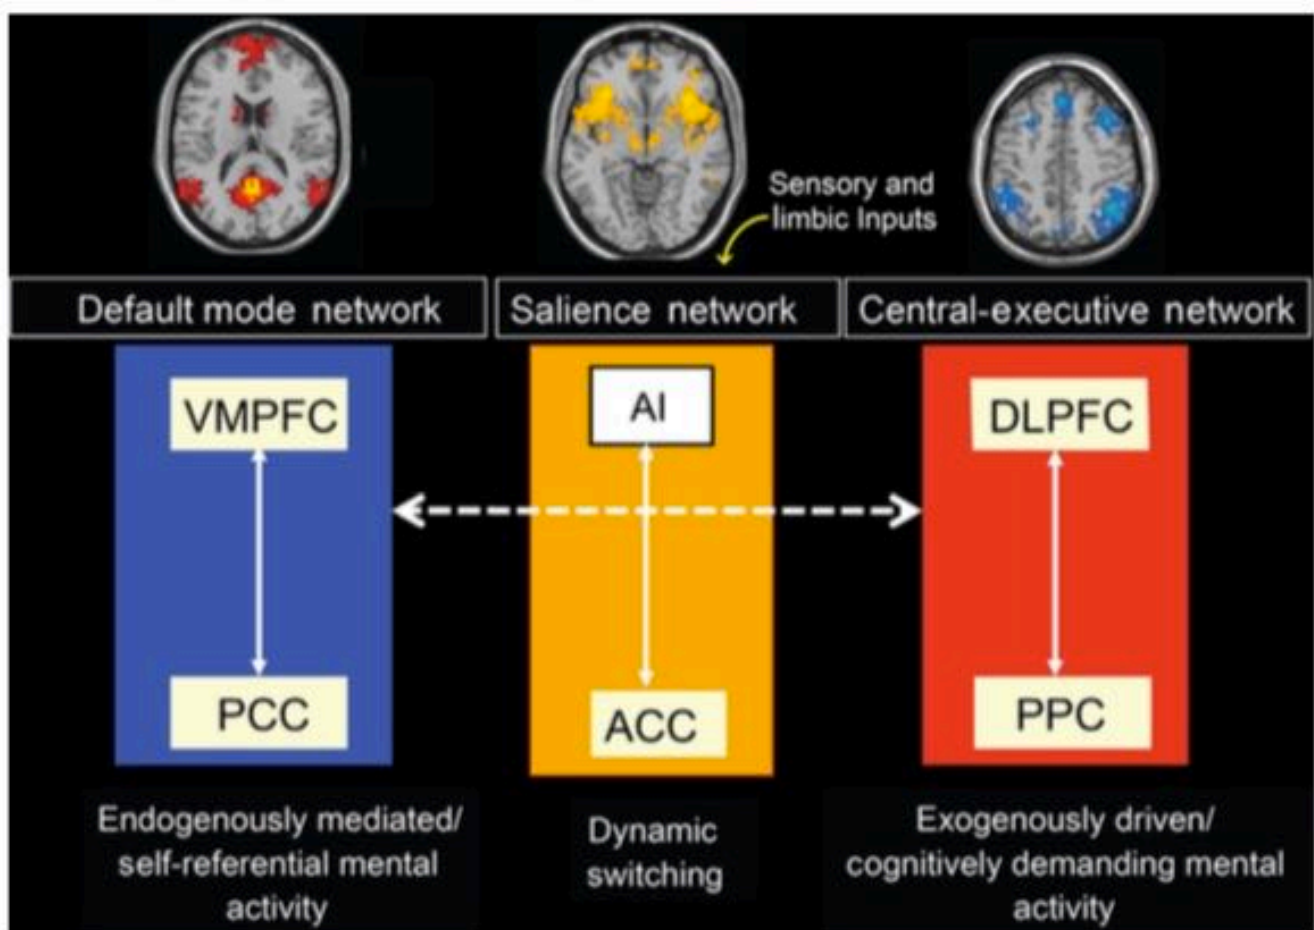 Sensory and
limbic Inputs
Default mode network
Salience network
Central-executive network
VMPFC
AI
DLPFC
PCC
ACC
PPC
Endogenously mediated/
self-referential mental
activity
Dynamic
switching
Exogenously driven/
cognitively demanding mental
activity